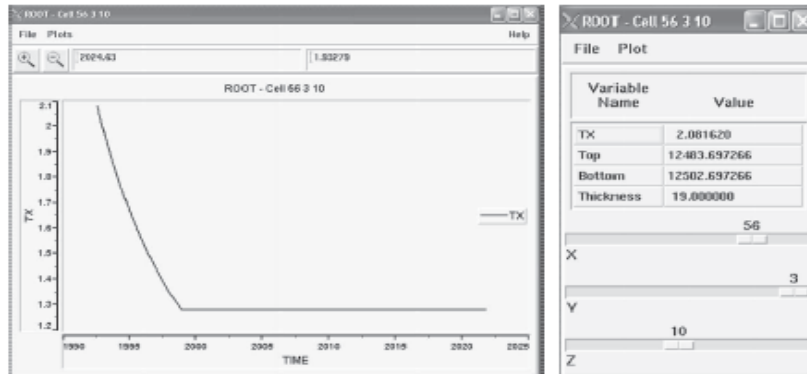 ROOT - Cell 56 3 10
File Plots Help
2024.63 1.93279
ROOT - Cell 56 3 10
2.1
2
1.9
1.8
1.7
1.6
1.5
1.4
1.3
1.2
TX
TX
1990 1995 2000 2005 2010 2015 2020 2025
TIME
ROOT - Cell 56 3 10
File Plot
Variable Name Value
TX 2.081620
Top 12483.697266
Bottom 12502.697266
Thickness 19.000000
56
X
3
Y
10
Z